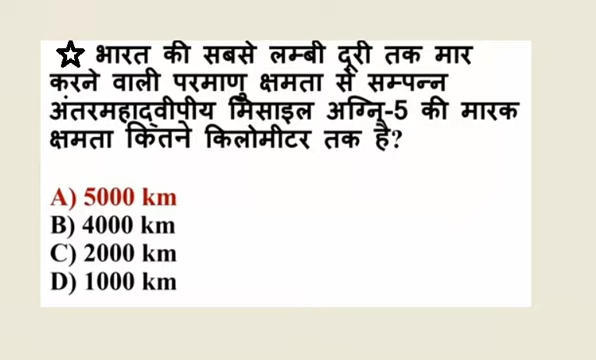 ☆ भारत की सबसे लम्बी दूरी तक मार
करने वाली परमाणु क्षमता से सम्पन्न
अंतरमहाद्वीपीय मिसाइल अग्नि-5 की मारक
क्षमता कितने किलोमीटर तक है?
A) 5000 km
B) 4000 km
C) 2000 km
D) 1000 km